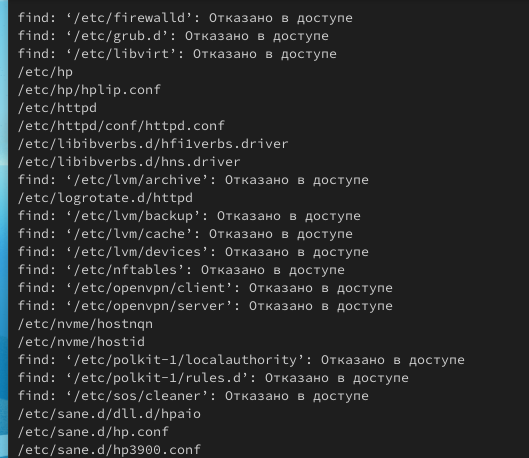 find: ‘/etc/firewalld’: Отказано в доступе
find: ‘/etc/grub.d’: Отказано в доступе
find: ‘/etc/libvirt’: Отказано в доступе
/etc/hp
/etc/hp/hplip.conf
/etc/httpd
/etc/httpd/conf/httpd.conf
/etc/libibverbs.d/hfi1verbs.driver
/etc/libibverbs.d/hns.driver
find: ‘/etc/lvm/archive’: Отказано в доступе
/etc/logrotate.d/httpd
find: ‘/etc/lvm/backup’: Отказано в доступе
find: ‘/etc/lvm/cache’: Отказано в доступе
find: ‘/etc/lvm/devices’: Отказано в доступе
find: ‘/etc/nftables’: Отказано в доступе
find: ‘/etc/openvpn/client’: Отказано в доступе
find: ‘/etc/openvpn/server’: Отказано в доступе
/etc/nvme/hostnqn
/etc/nvme/hostid
find: ‘/etc/polkit-1/localauthority’: Отказано в доступе
find: ‘/etc/polkit-1/rules.d’: Отказано в доступе
find: ‘/etc/sos/cleaner’: Отказано в доступе
/etc/sane.d/dll.d/hpaio
/etc/sane.d/hp.conf
/etc/sane.d/hp3900.conf